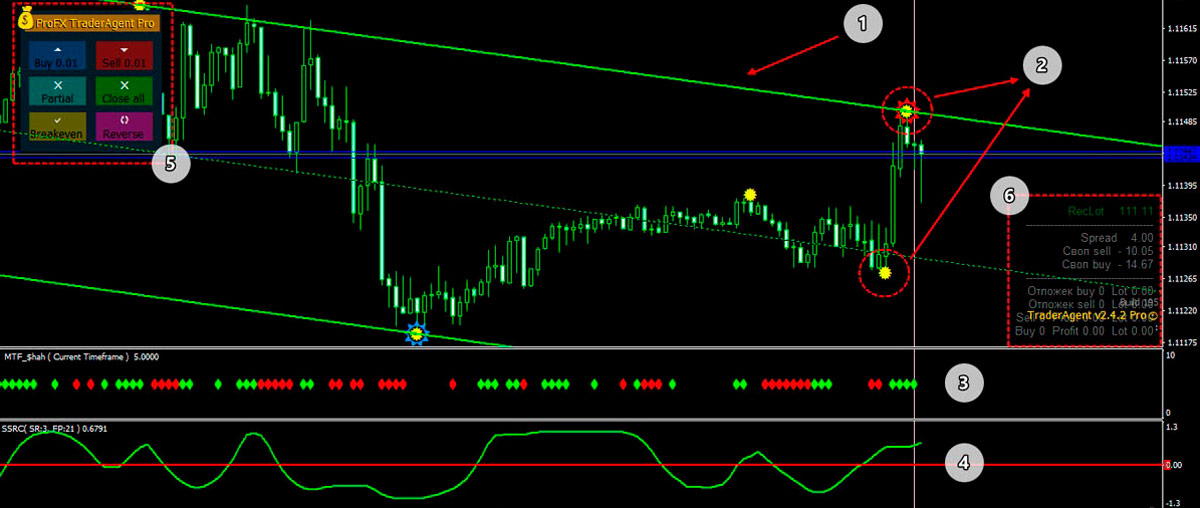 ProFX TraderAgent Pro
Buy 0.01
Sell 0.01
Partial
Close all
Breakeven
Reverse
5
1
2
6
RecLot 111 11
Spread 4.00
Своп sell - 10.05
Своп buy - 14.67
Отложек buy 0 Lot 0.00
Отложек sell 0 Lot 0.00
TraderAgent v2.4.2 Pro
Buy 0 Profit 0.00 Lot 0.00
1.11615
1.11570
1.11525
1.11485
1.11395
1.11350
1.11310
1.11265
1.11220
1.11175
MTF_$hah ( Current Timeframe ) 5.0000
10
3
0
SSRC( SR:3, FP:21 ) 0.6791
1.3
4
0.00
-1.3